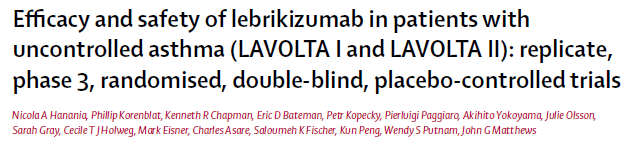 Efficacy and safety of lebrikizumab in patients with
uncontrolled asthma (LAVOLTA I and LAVOLTA II): replicate,
phase 3, randomised, double-blind, placebo-controlled trials
Nicola A Hanania, Phillip Korenblat, Kenneth R Chapman, Eric D Bateman, Petr Kopecky, Pierluigi Paggiaro, Akihito Yokoyama, Julie Olsson,
Sarah Gray, Cecile T J Holweg, Mark Eisner, Charles Asare, Saloumeh K Fischer, Kun Peng, Wendy S Putnam, John G Matthews